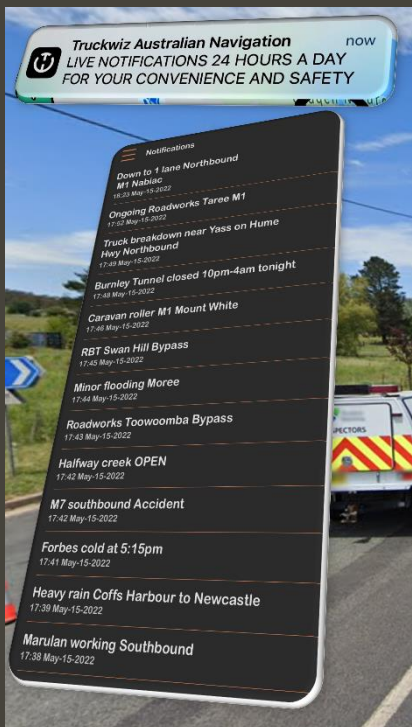 Truckwiz Australian Navigation now
LIVE NOTIFICATIONS 24 HOURS A DAY
FOR YOUR CONVENIENCE AND SAFETY
Notifications
Down to 1 lane Northbound
M1 Nabiac
18:23 May-15-2022
Ongoing Roadworks Taree M1
17:52 May-15-2022
Truck breakdown near Yass on Hume
Hwy Northbound
17:49 May-15-2022
Burnley Tunnel closed 10pm-4am tonight
17:48 May-15-2022
Caravan roller M1 Mount White
17:46 May-15-2022
RBT Swan Hill Bypass
17:45 May-15-2022
Minor flooding Moree
17:44 May-15-2022
Roadworks Toowoomba Bypass
17:43 May-15-2022
Halfway creek OPEN
17:42 May-15-2022
M7 southbound Accident
17:42 May-15-2022
Forbes cold at 5:15pm
17:41 May-15-2022
Heavy rain Coffs Harbour to Newcastle
17:39 May-15-2022
Marulan working Southbound
17:38 May-15-2022